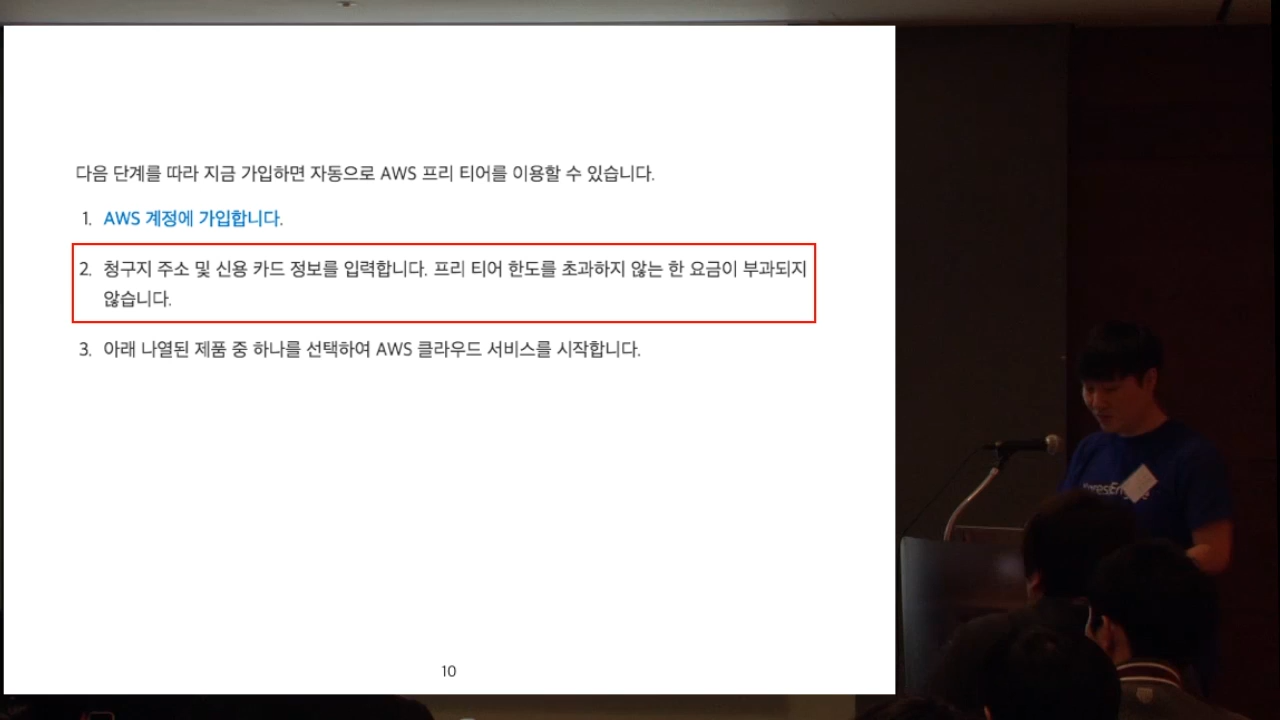 다음 단계를 따라 지금 가입하면 자동으로 AWS 프리 티어를 이용할 수 있습니다.
1. AWS 계정에 가입합니다.
2. 청구지 주소 및 신용 카드 정보를 입력합니다. 프리 티어 한도를 초과하지 않는 한 요금이 부과되지
않습니다.
3. 아래 나열된 제품 중 하나를 선택하여 AWS 클라우드 서비스를 시작합니다.
10